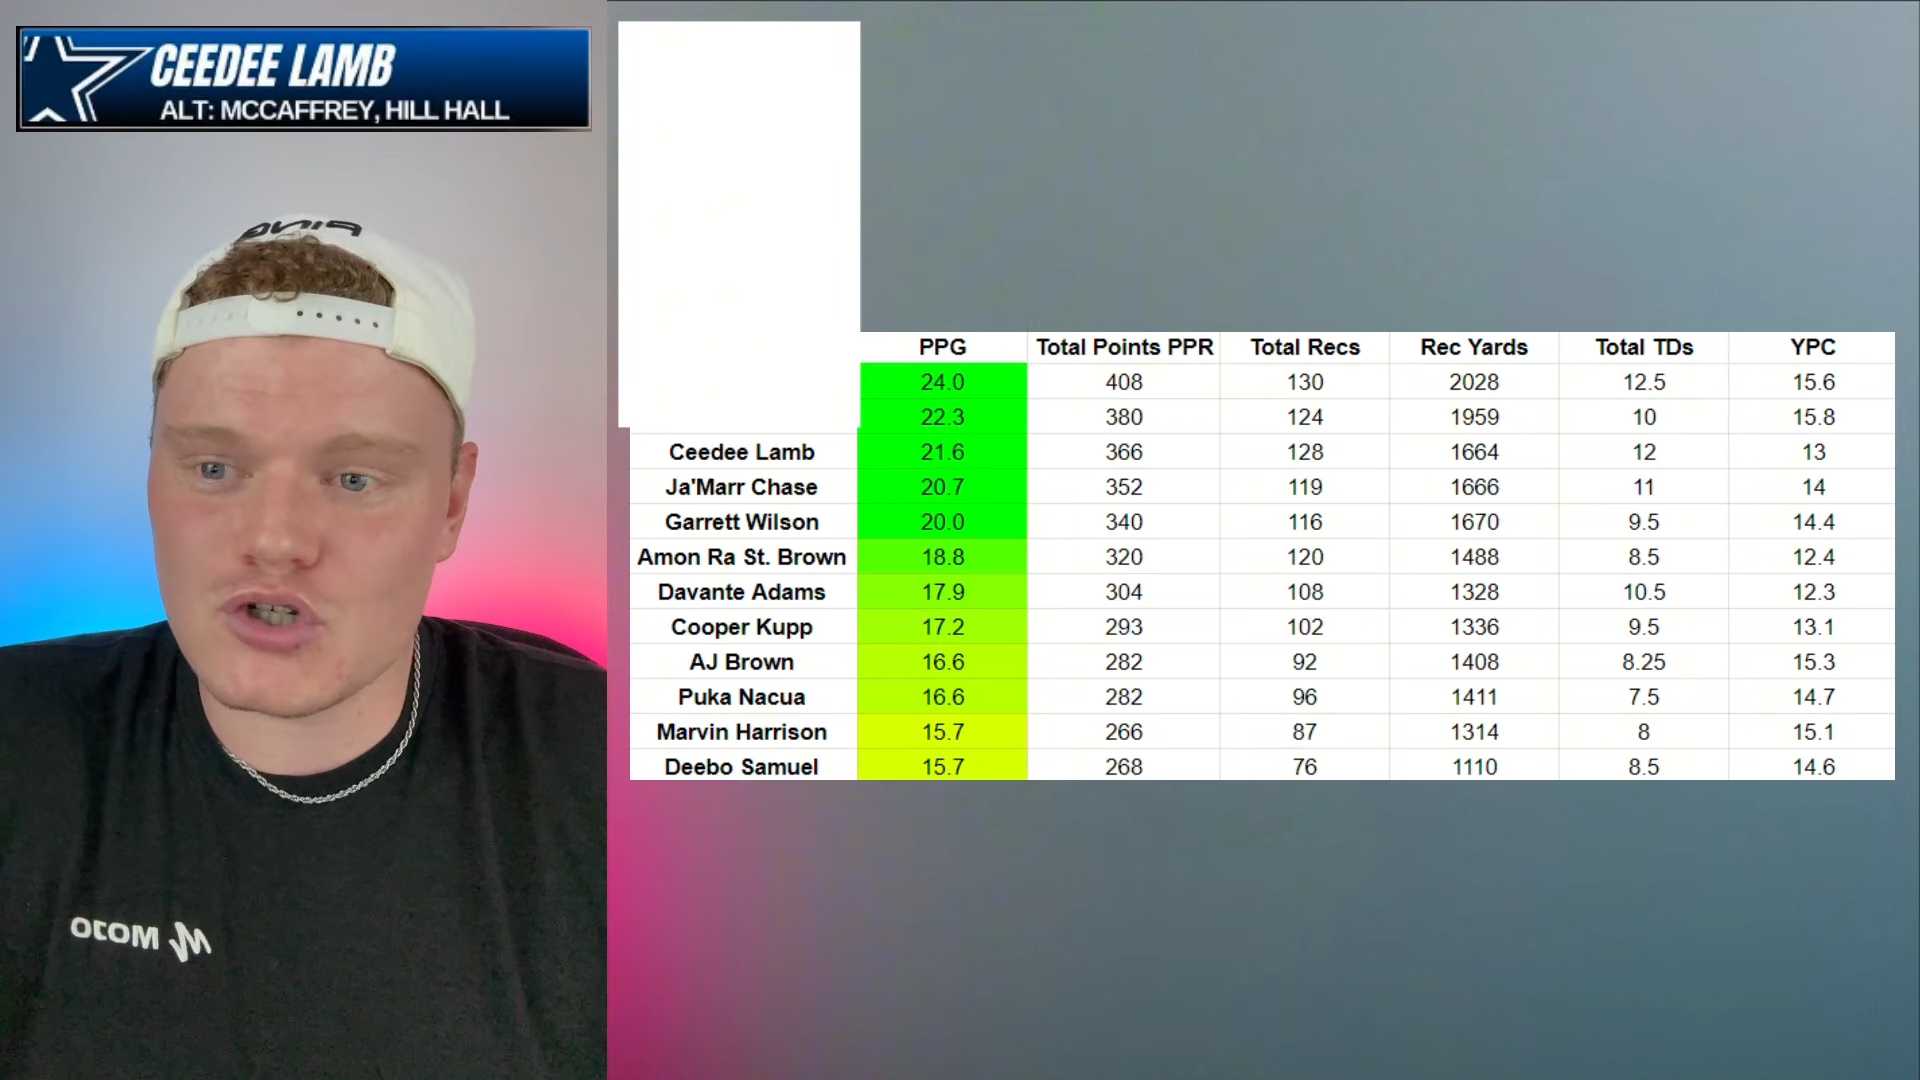 CEEDEE LAMB
ALT: MCCAFFREY, HILL HALL
PING
MOJO
PPG Total Points PPR Total Recs Rec Yards Total TDs YPC
24.0 408 130 2028 12.5 15.6
22.3 380 124 1959 10 15.8
Ceedee Lamb 21.6 366 128 1664 12 13
Ja'Marr Chase 20.7 352 119 1666 11 14
Garrett Wilson 20.0 340 116 1670 9.5 14.4
Amon Ra St. Brown 18.8 320 120 1488 8.5 12.4
Davante Adams 17.9 304 108 1328 10.5 12.3
Cooper Kupp 17.2 293 102 1336 9.5 13.1
AJ Brown 16.6 282 92 1408 8.25 15.3
Puka Nacua 16.6 282 96 1411 7.5 14.7
Marvin Harrison 15.7 266 87 1314 8 15.1
Deebo Samuel 15.7 268 76 1110 8.5 14.6